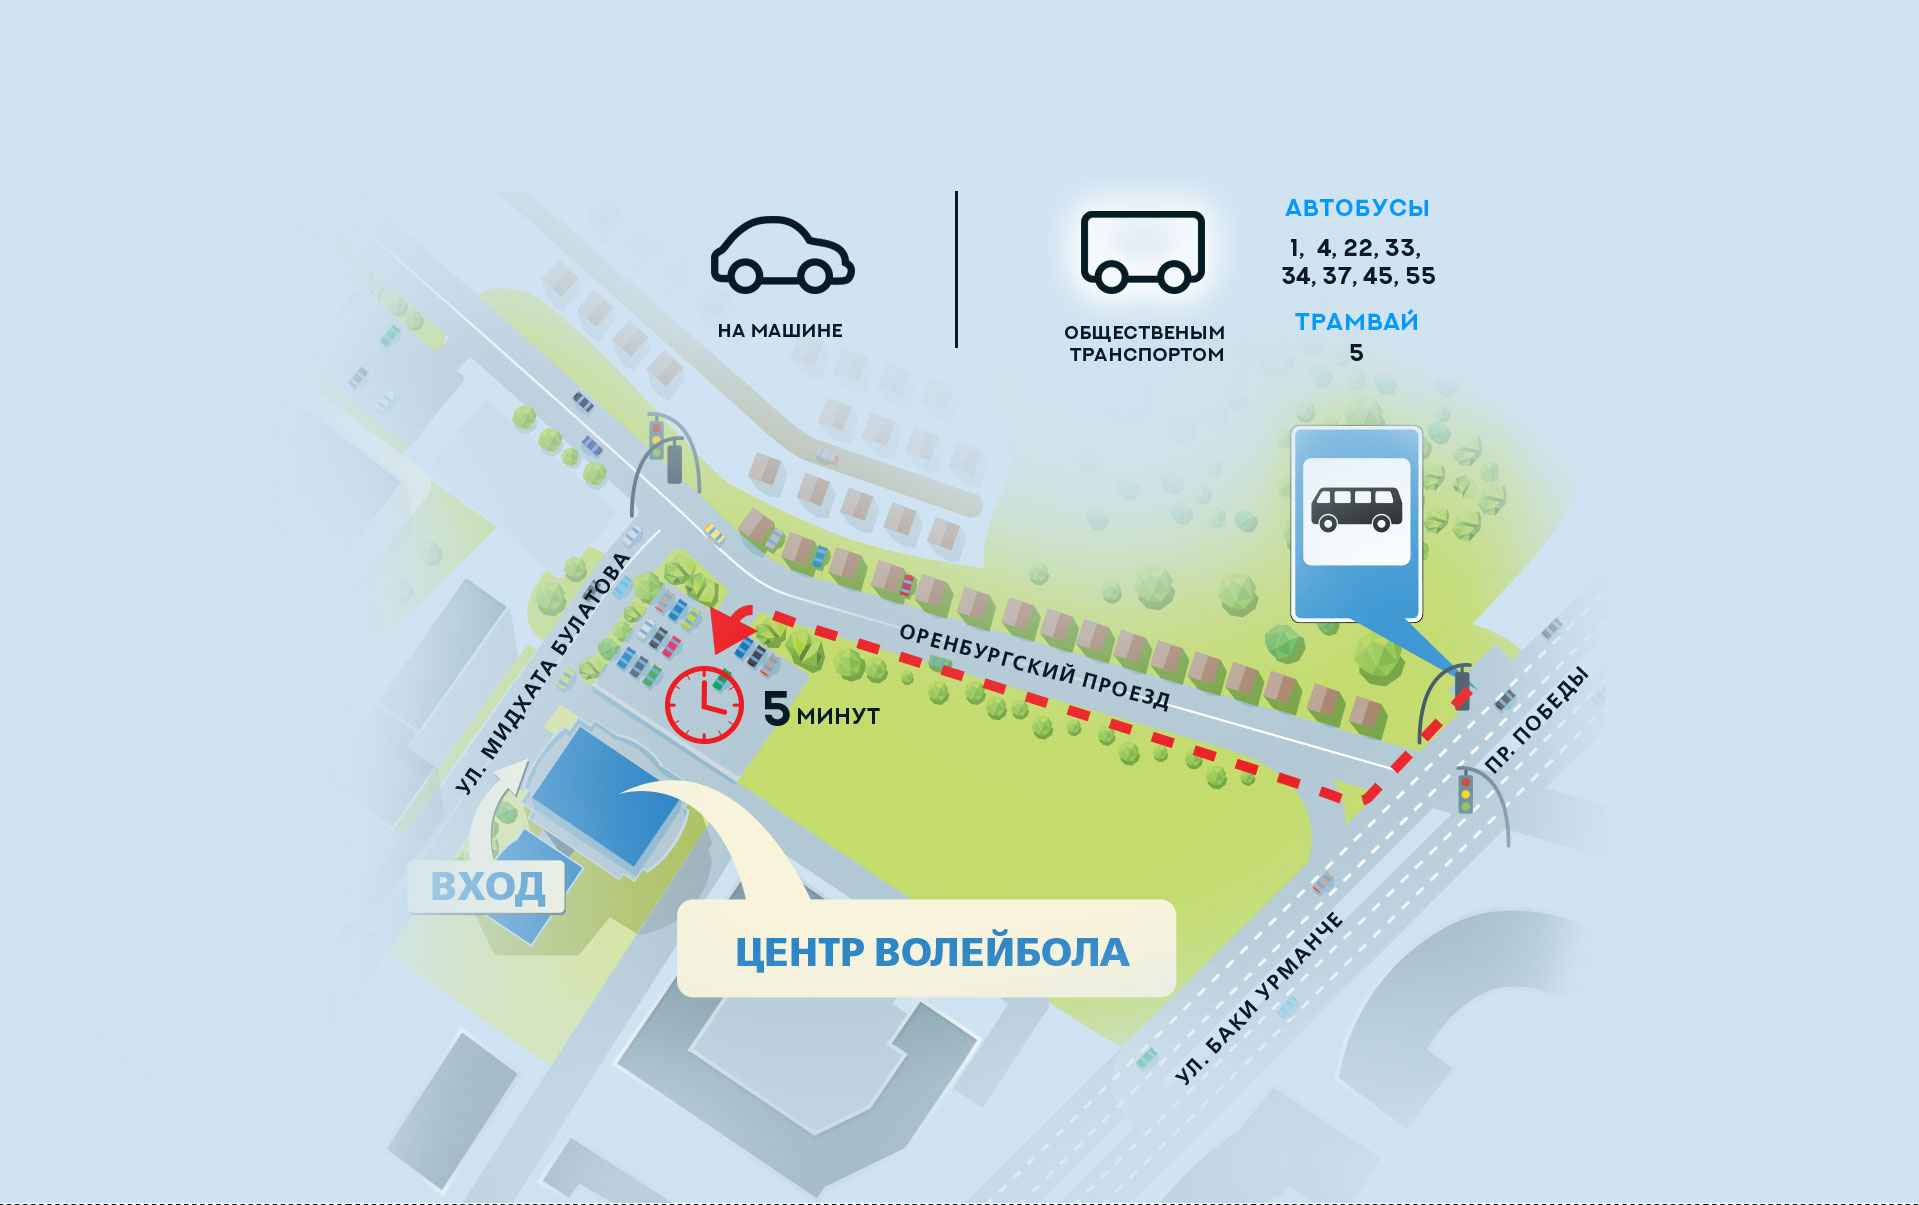 НА МАШИНЕ
ОБЩЕСТВЕНЫМ
ТРАНСПОРТОМ
АВТОБУСЫ
1, 4, 22, 33,
34, 37, 45, 55
ТРАМВАЙ
5
УЛ. МИДХАТА БУЛАТОВА
ОРЕНБУРГСКИЙ ПРОЕЗД
5 МИНУТ
ПР. ПОБЕДЫ
ВХОД
ЦЕНТР ВОЛЕЙБОЛА
УЛ. БАКИ УРМАНЧЕ